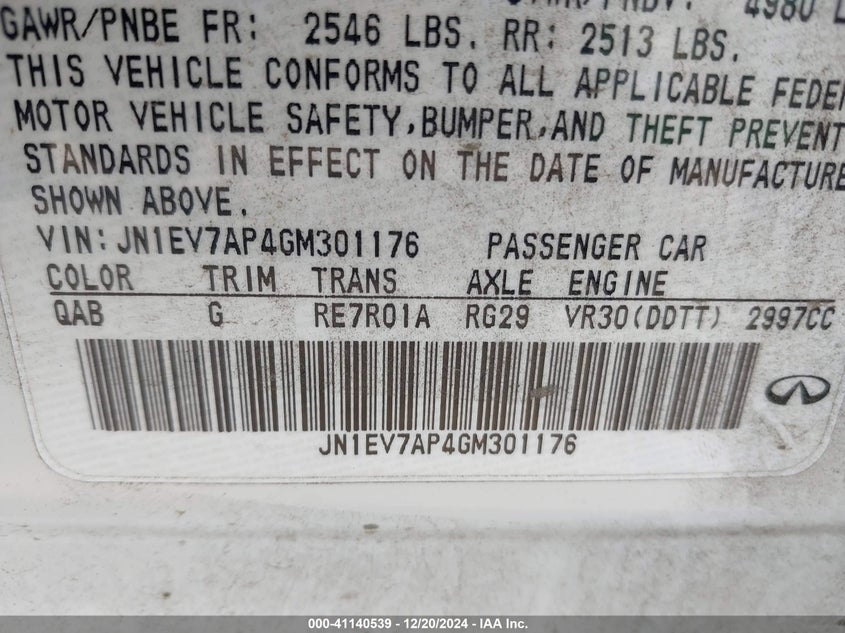 4980
GAWR/PNBE FR: 2546 LBS. RR: 2513 LBS.
THIS VEHICLE CONFORMS TO ALL APPLICABLE
MOTOR VEHICLE SAFETY,BUMPER,AND THEFT PREVENT
STANDARDS IN EFFECT ON THE DATE OF MANUFACTURE
SHOWN ABOVE.
VIN:JN1EV7AP4GM301176 PASSENGER CAR
COLOR TRIM TRANS AXLE ENGINE
QAB G RE7R01A RG29 VR30(DDTT) 2997CC
JN1EV7AP4GM301176
000-41140539 - 12/20/2024 - IAA Inc.